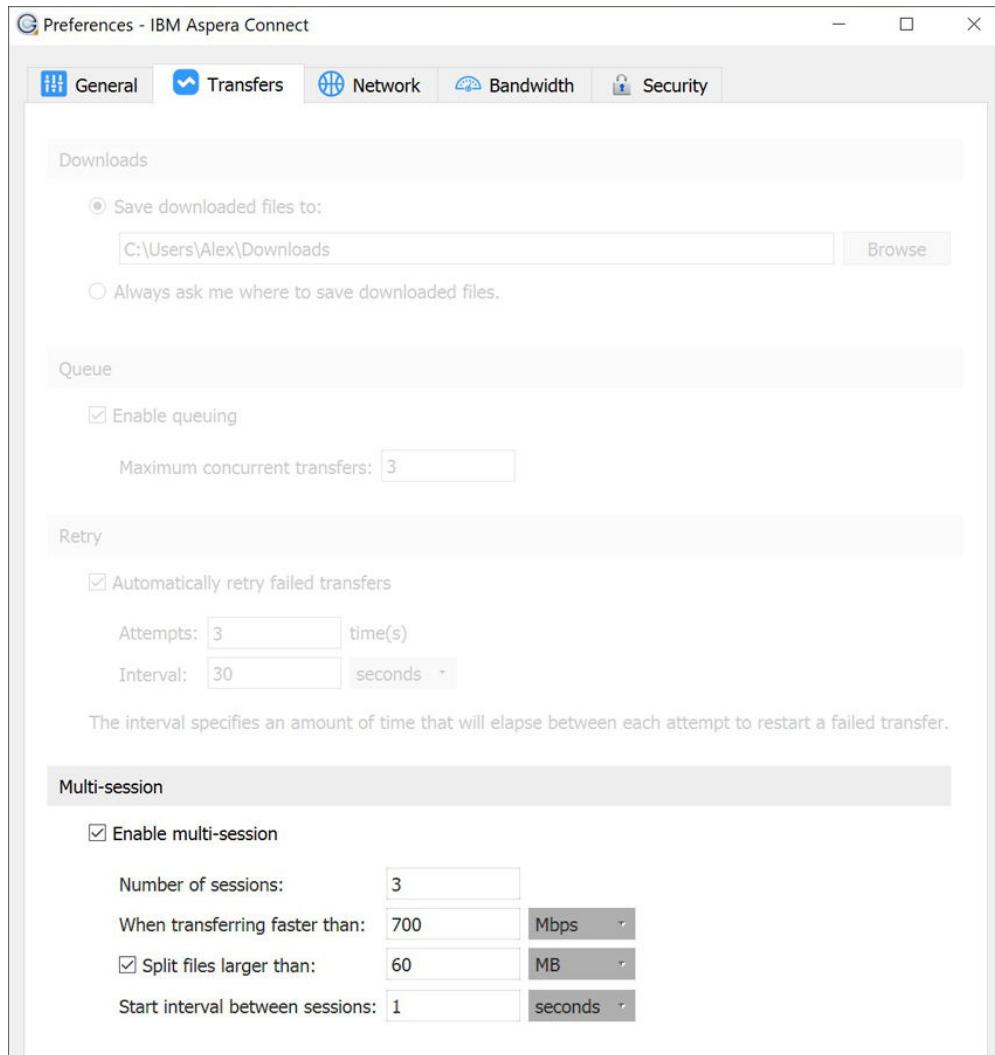 Preferences - IBM Aspera Connect
General Transfers Network Bandwidth Security
Downloads
Save downloaded files to:
C:\Users\Alex\Downloads Browse
Always ask me where to save downloaded files.
Queue
Enable queuing
Maximum concurrent transfers: 3
Retry
Automatically retry failed transfers
Attempts: 3 time(s)
Interval: 30 seconds
The interval specifies an amount of time that will elapse between each attempt to restart a failed transfer.
Multi-session
Enable multi-session
Number of sessions: 3
When transferring faster than: 700 Mbps
Split files larger than: 60 MB
Start interval between sessions: 1 seconds